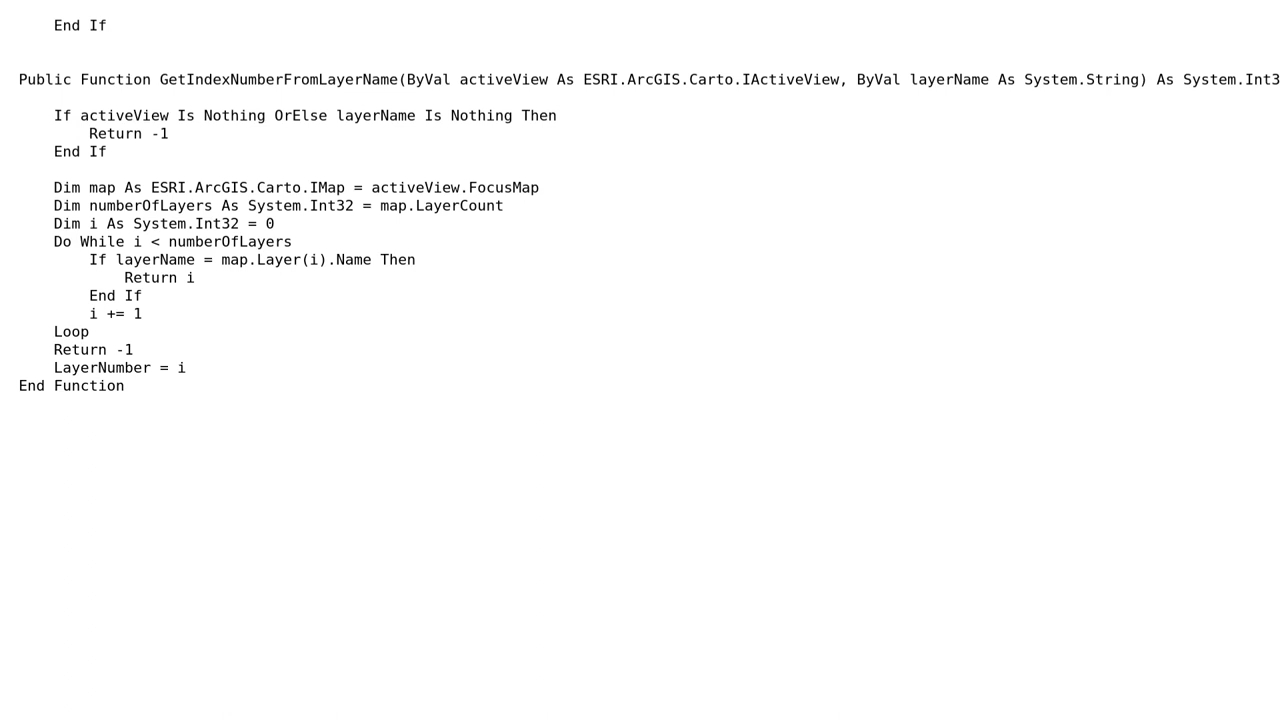 End If
Public Function GetIndexNumberFromLayerName(ByVal activeView As ESRI.ArcGIS.Carto.IActiveView, ByVal layerName As System.String) As System.Int3
    If activeView Is Nothing OrElse layerName Is Nothing Then
        Return -1
    End If
    Dim map As ESRI.ArcGIS.Carto.IMap = activeView.FocusMap
    Dim numberOfLayers As System.Int32 = map.LayerCount
    Dim i As System.Int32 = 0
    Do While i < numberOfLayers
        If layerName = map.Layer(i).Name Then
            Return i
        End If
        i += 1
    Loop
    Return -1
    LayerNumber = i
End Function